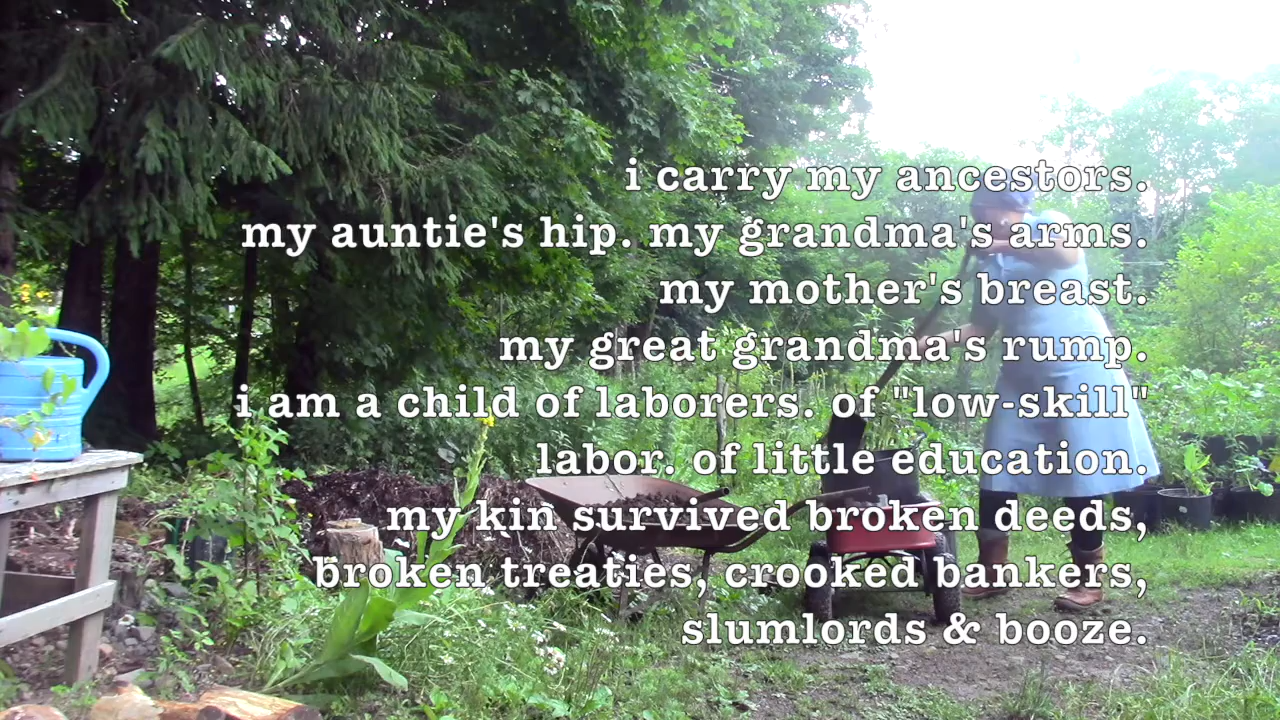 i carry my ancestors.
my auntie's hip. my grandma's arms.
my mother's breast.
my great grandma's rump.
i am a child of laborers. of "low-skill"
labor. of little education.
my kin survived broken deeds,
broken treaties, crooked bankers,
slumlords & booze.